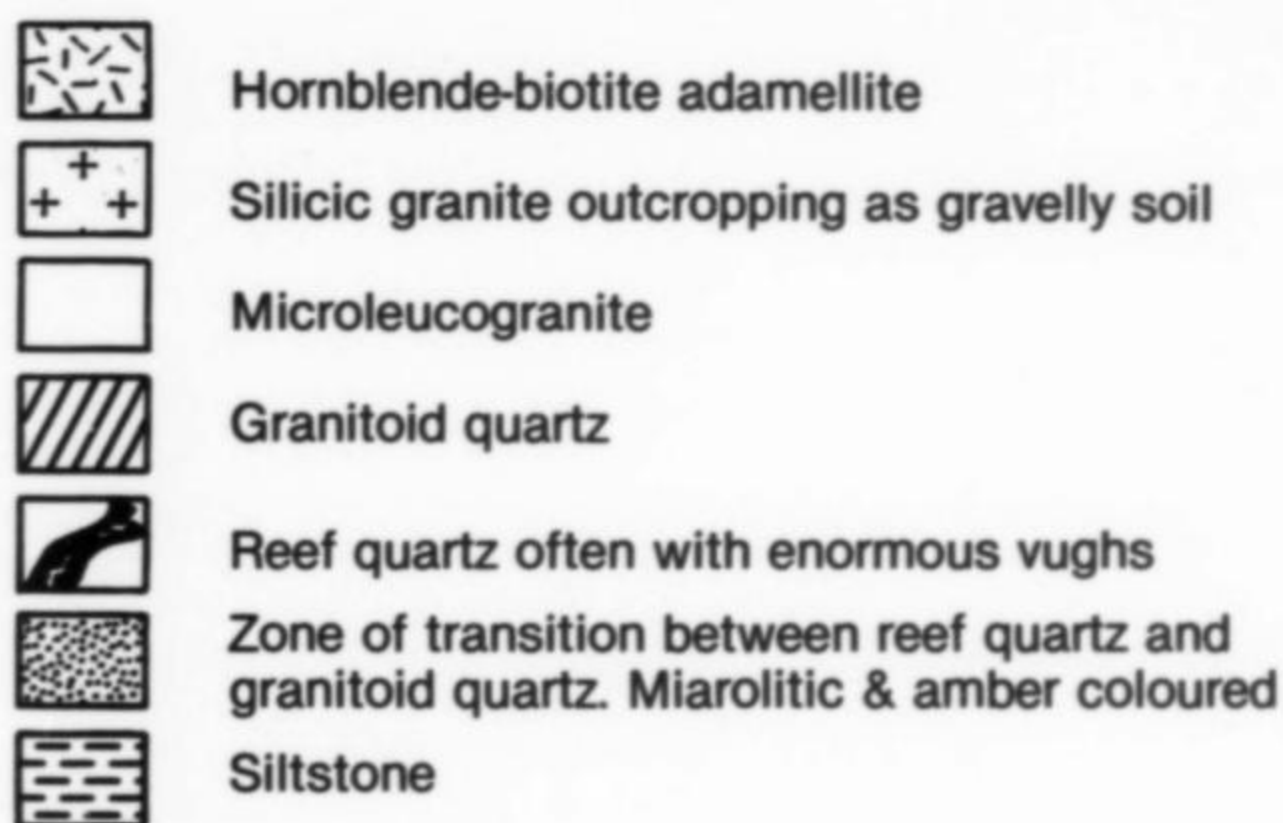 Hornblende-biotite adamellite
Silicic granite outcropping as gravelly soil
Microleucogranite
Granitoid quartz
Reef quartz often with enormous vughs
Zone of transition between reef quartz and
granitoid quartz. Miarolitic & amber coloured
Siltstone